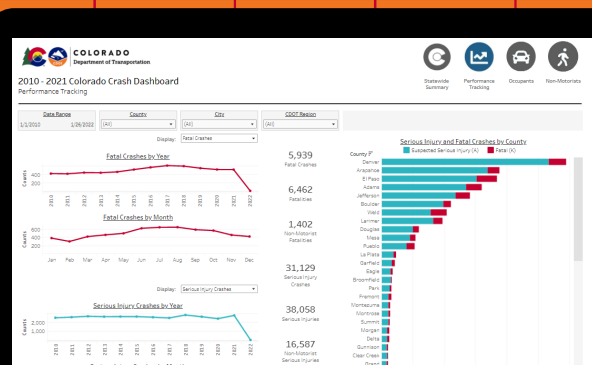 COLORADO
Department of Transportation
Statewide Summary
Performance Tracking
Occupants
Non-Motorists
2010 - 2021 Colorado Crash Dashboard
Performance Tracking
Date Range
County
City
CDOT Region
1/1/2010
1/26/2022
(All)
(All)
(All)
Display:
Fatal Crashes
Fatal Crashes by Year
Counts
400
200
2010
2011
2012
2013
2014
2015
2016
2017
2018
2019
2020
2021
2022
Fatal Crashes by Month
Counts
600
400
200
Jan
Feb
Mar
Apr
May
Jun
Jul
Aug
Sep
Oct
Nov
Dec
Display:
Serious Injury Crashes
Serious Injury Crashes by Year
Counts
2,000
1,000
2010
2011
2012
2013
2014
2015
2016
2017
2018
2019
2020
2021
2022
5,939
Fatal Crashes
6,462
Fatalities
1,402
Non-Motorist
Fatalities
31,129
Serious Injury
Crashes
38,058
Serious Injuries
16,587
Non-Motorist
Serious Injuries
Serious Injury and Fatal Crashes by County
Suspected Serious Injury (A)
Fatal (K)
County
Denver
Arapahoe
El Paso
Adams
Jefferson
Boulder
Weld
Larimer
Douglas
Mesa
Pueblo
La Plata
Garfield
Eagle
Broomfield
Park
Fremont
Montezuma
Montrose
Summit
Morgan
Delta
Gunnison
Clear Creek
Grand